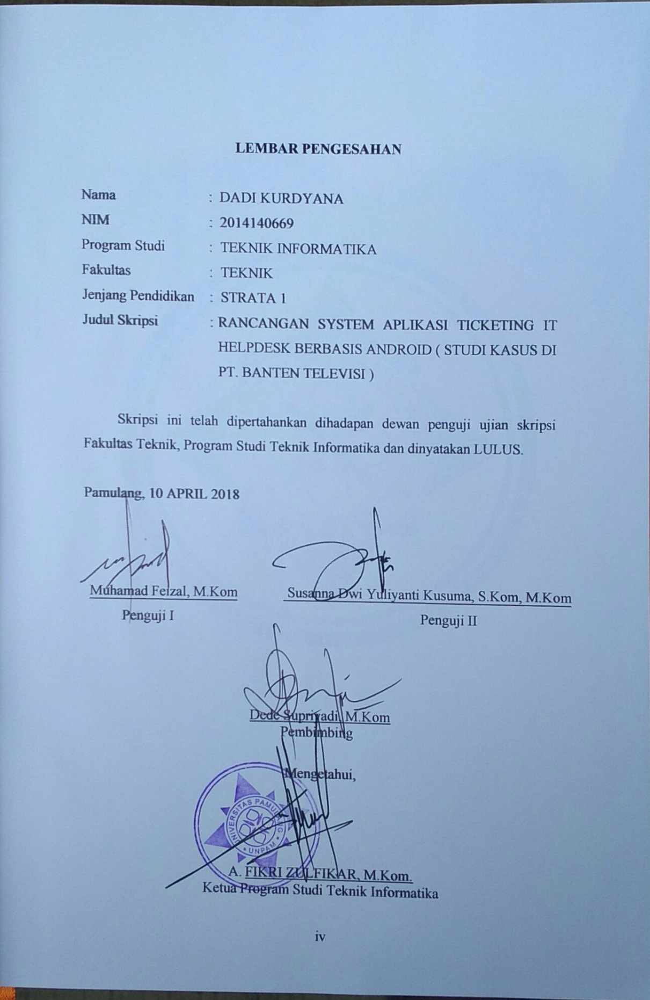 LEMBAR PENGESAHAN
Nama : DADI KURDYANA
NIM : 2014140669
Program Studi : TEKNIK INFORMATIKA
Fakultas : TEKNIK
Jenjang Pendidikan : STRATA 1
Judul Skripsi : RANCANGAN SYSTEM APLIKASI TICKETING IT
HELPDESK BERBASIS ANDROID ( STUDI KASUS DI
PT. BANTEN TELEVISI )
Skripsi ini telah dipertahankan dihadapan dewan penguji ujian skripsi
Fakultas Teknik, Program Studi Teknik Informatika dan dinyatakan LULUS.
Pamulang, 10 APRIL 2018
Muhamad Feizal, M.Kom
Penguji I
Susanna Dwi Yuliyanti Kusuma, S.Kom, M.Kom
Penguji II
Dede Supriyadi, M.Kom
Pembimbing
Mengetahui,
UNIVERSITAS PAMULANG
• UNPAM •
A. FIKRI ZULFIKAR, M.Kom.
Ketua Program Studi Teknik Informatika
iv